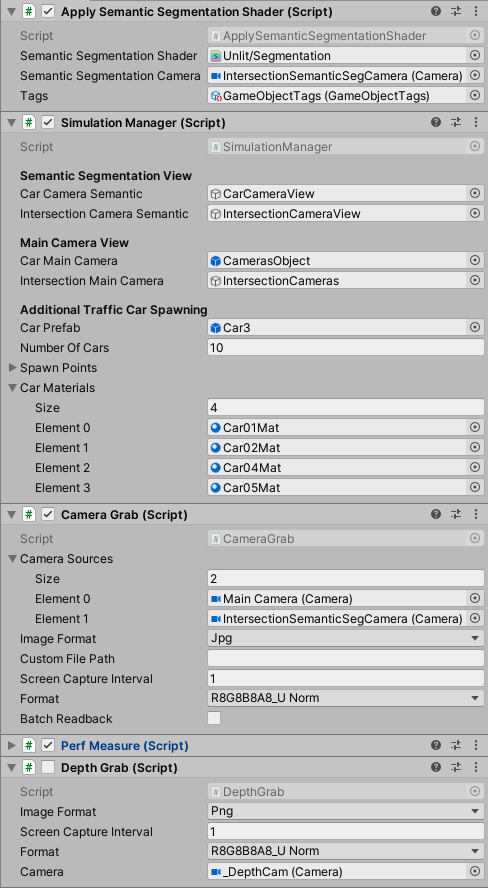 Apply Semantic Segmentation Shader (Script)
Script ApplySemanticSegmentationShader
Semantic Segmentation Shader Unlit/Segmentation
Semantic Segmentation Camera IntersectionSemanticSegCamera (Camera)
Tags GameObjectTags (GameObjectTags)
Simulation Manager (Script)
Script SimulationManager
Semantic Segmentation View
Car Camera Semantic CarCameraView
Intersection Camera Semantic IntersectionCameraView
Main Camera View
Car Main Camera CamerasObject
Intersection Main Camera IntersectionCameras
Additional Traffic Car Spawning
Car Prefab Car3
Number Of Cars 10
Spawn Points
Car Materials
Size 4
Element 0 Car01Mat
Element 1 Car02Mat
Element 2 Car04Mat
Element 3 Car05Mat
Camera Grab (Script)
Script CameraGrab
Camera Sources
Size 2
Element 0 Main Camera (Camera)
Element 1 IntersectionSemanticSegCamera (Camera)
Image Format Jpg
Custom File Path
Screen Capture Interval 1
Format R8G8B8A8_U Norm
Batch Readback
Perf Measure (Script)
Depth Grab (Script)
Script DepthGrab
Image Format Png
Screen Capture Interval 1
Format R8G8B8A8_U Norm
Camera _DepthCam (Camera)